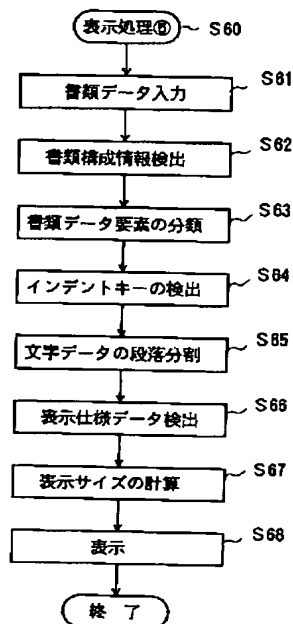 表示処理⑤ S60
書類データ入力 S61
書類構成情報検出 S62
書類データ要素の分類 S63
インデントキーの検出 S64
文字データの段落分割 S65
表示仕様データ検出 S66
表示サイズの計算 S67
表示 S68
終了